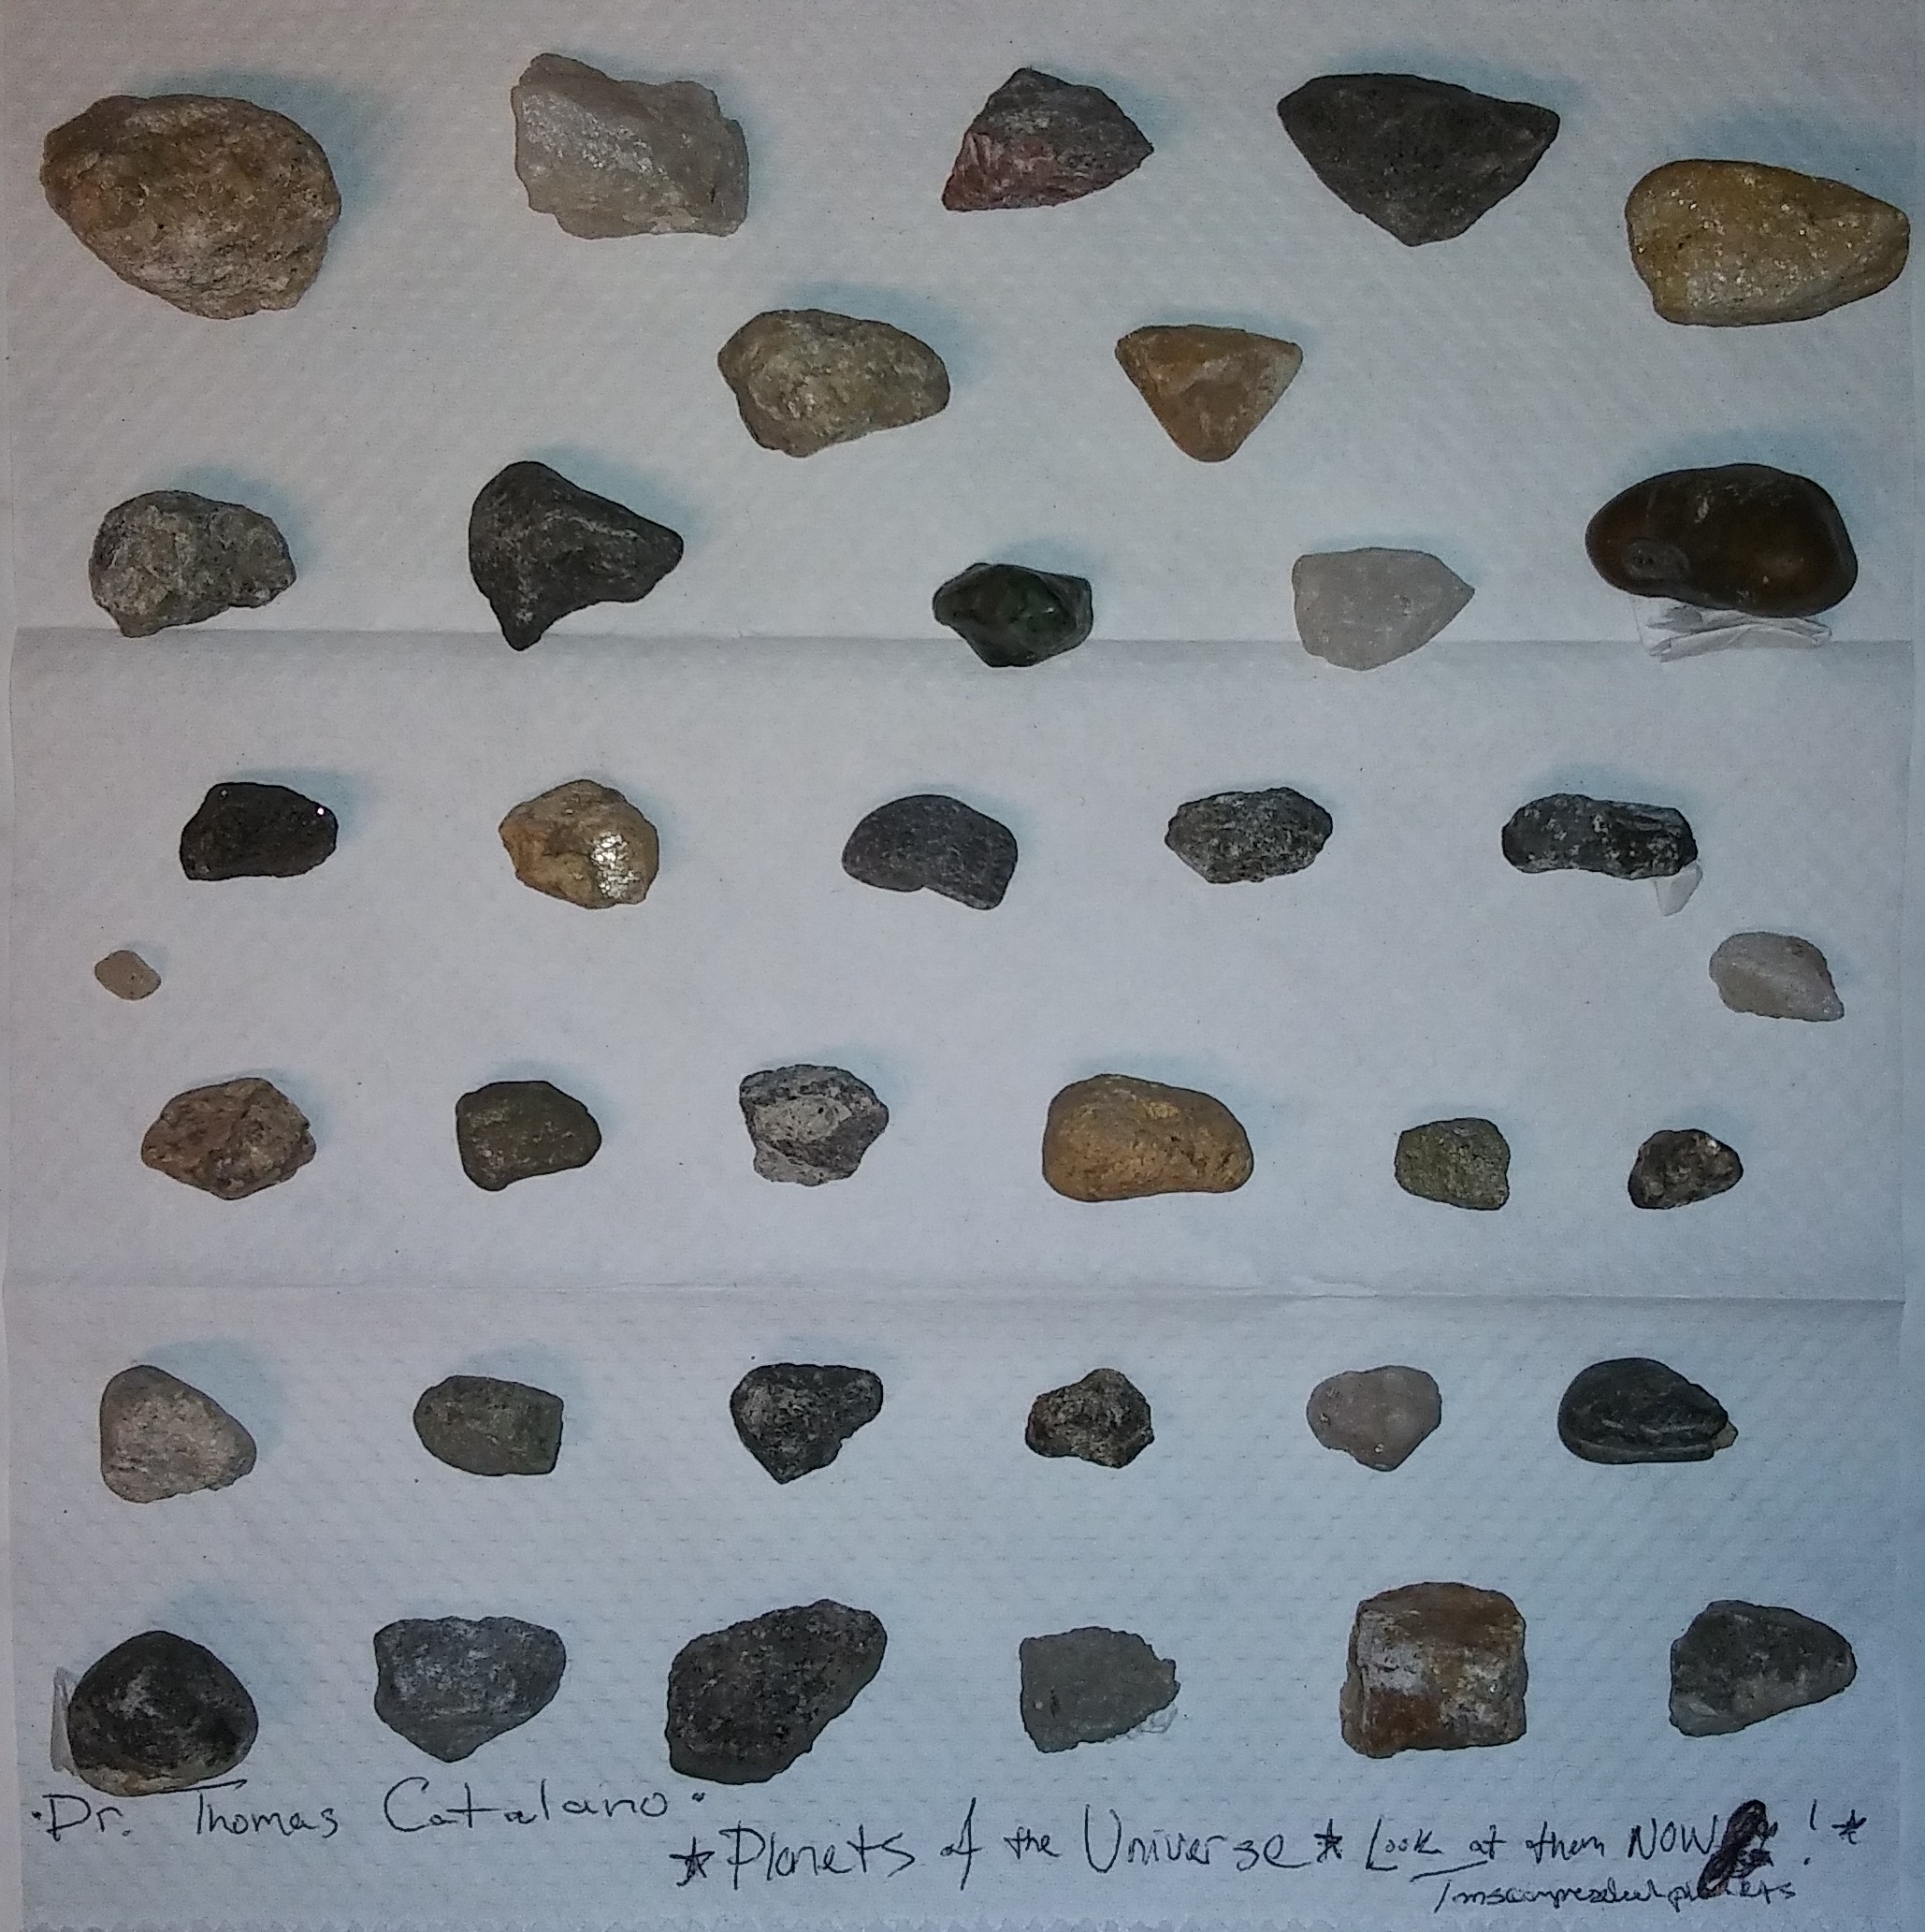 "Dr. Thomas Catalano"
*Planets of the Universe* Look at them NOW !*